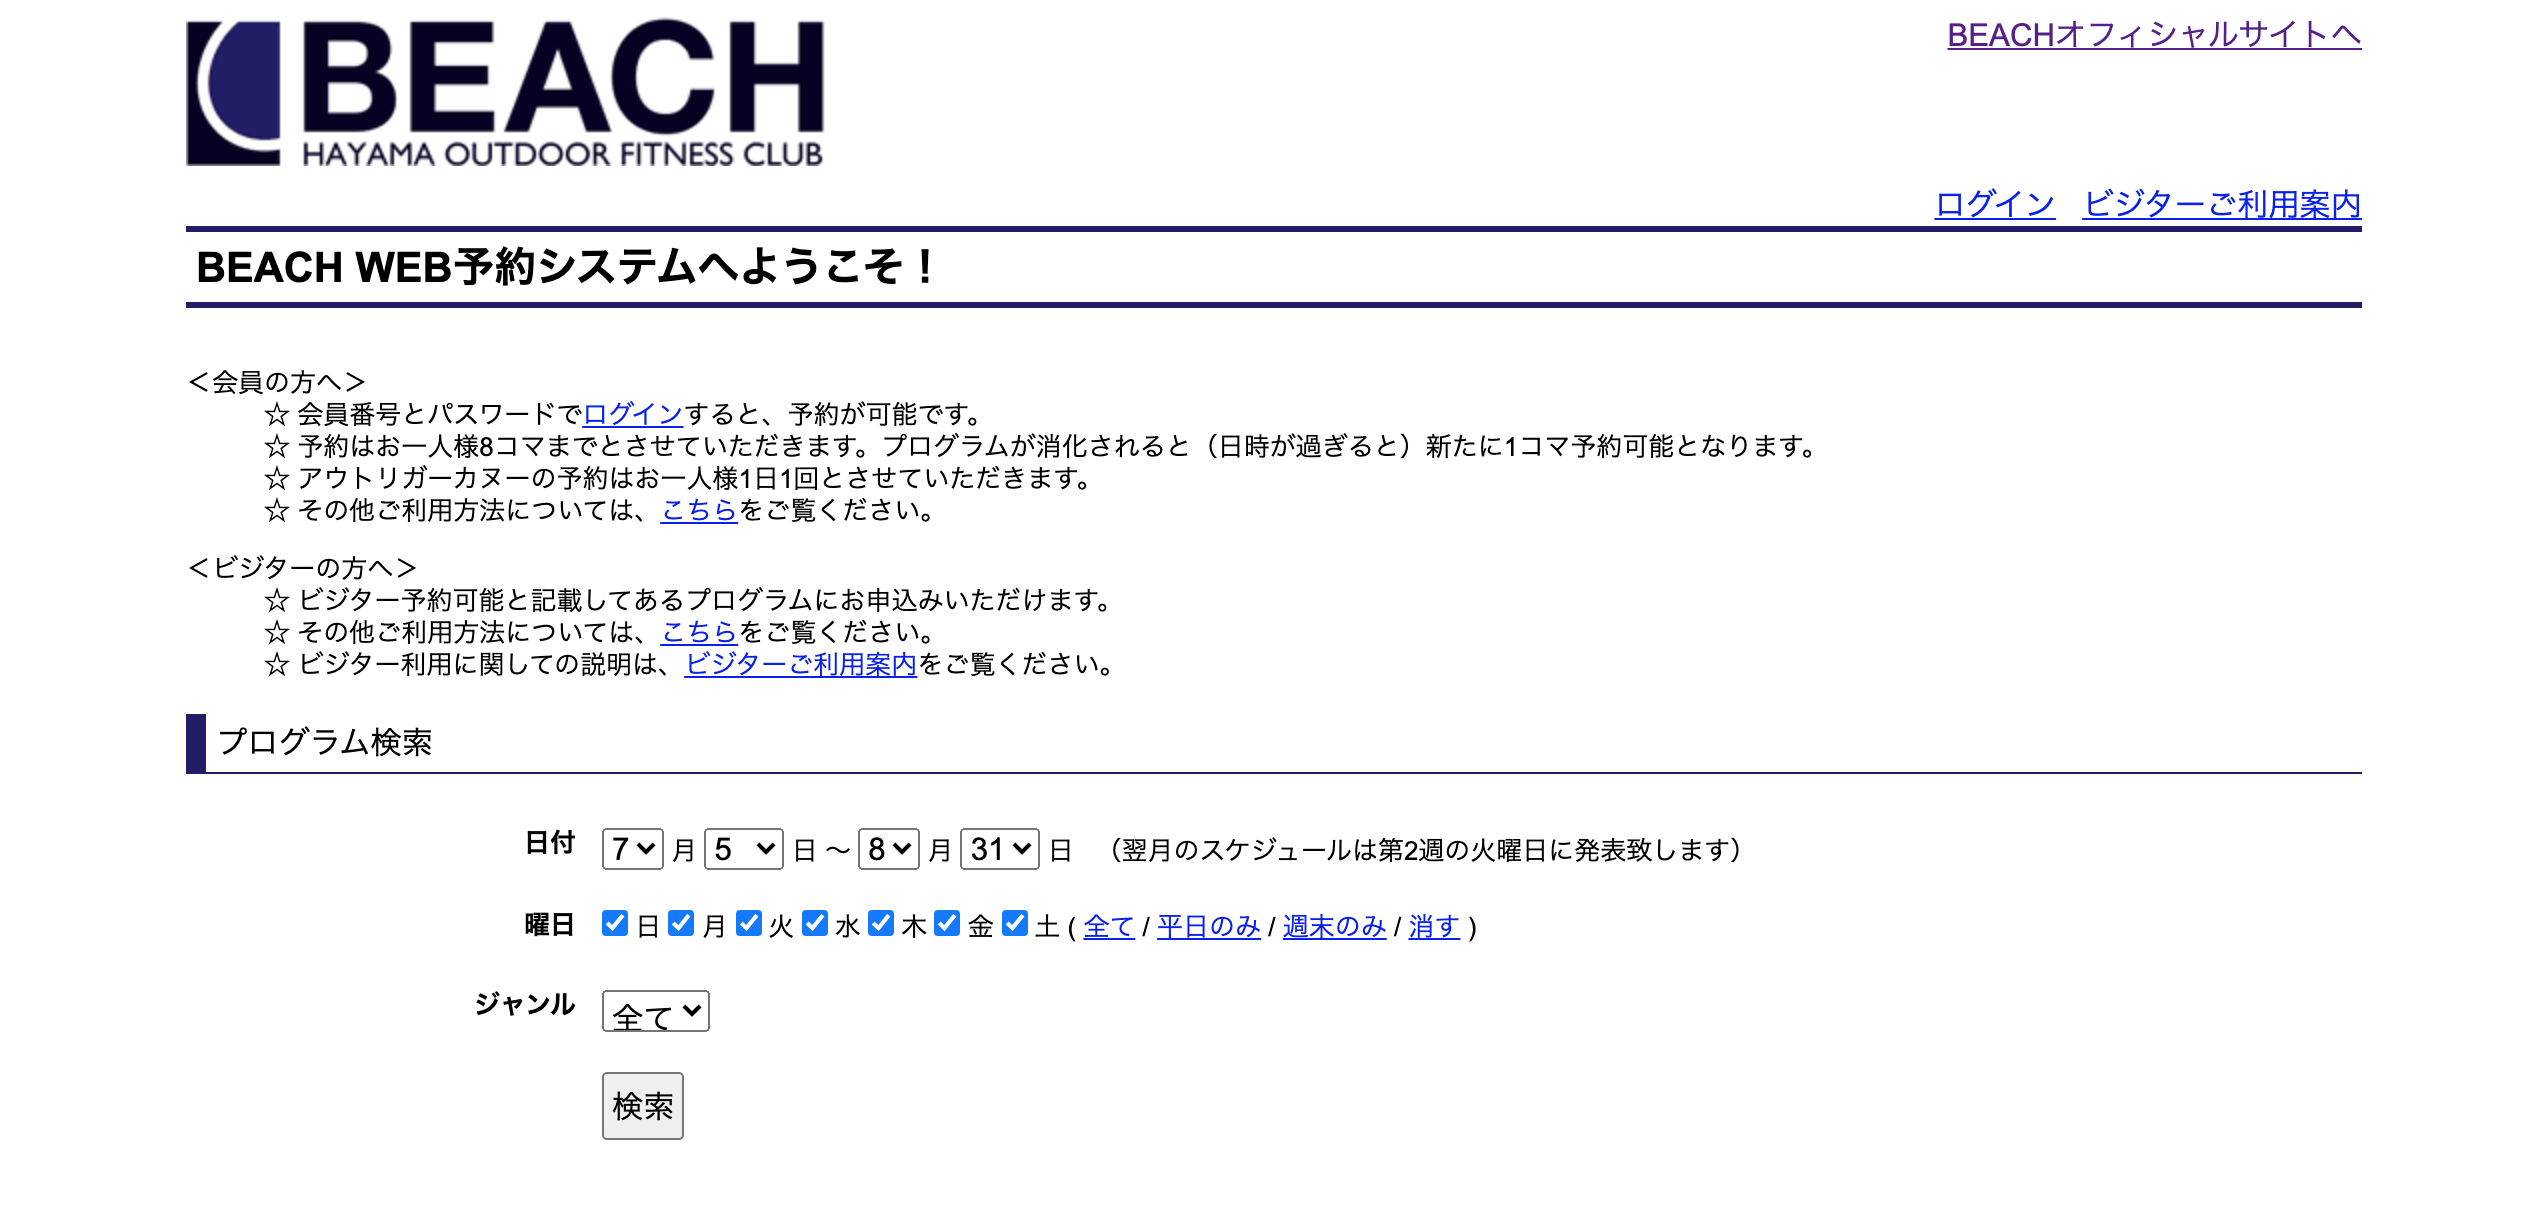 BEACH
HAYAMA OUTDOOR FITNESS CLUB
BEACHオフィシャルサイトへ
ログイン ビジターご利用案内
BEACH WEB予約システムへようこそ！
＜会員の方へ＞
☆ 会員番号とパスワードでログインすると、予約が可能です。
☆ 予約はお一人様8コマまでとさせていただきます。プログラムが消化されると（日時が過ぎると）新たに1コマ予約可能となります。
☆ アウトリガーカヌーの予約はお一人様1日1回とさせていただきます。
☆ その他ご利用方法については、こちらをご覧ください。
＜ビジターの方へ＞
☆ ビジター予約可能と記載してあるプログラムにお申込みいただけます。
☆ その他ご利用方法については、こちらをご覧ください。
☆ ビジター利用に関しての説明は、ビジターご利用案内をご覧ください。
プログラム検索
日付 7 月 5 日 〜 8 月 31 日 （翌月のスケジュールは第2週の火曜日に発表致します）
曜日 日 月 火 水 木 金 土 ( 全て / 平日のみ / 週末のみ / 消す )
ジャンル 全て
検索